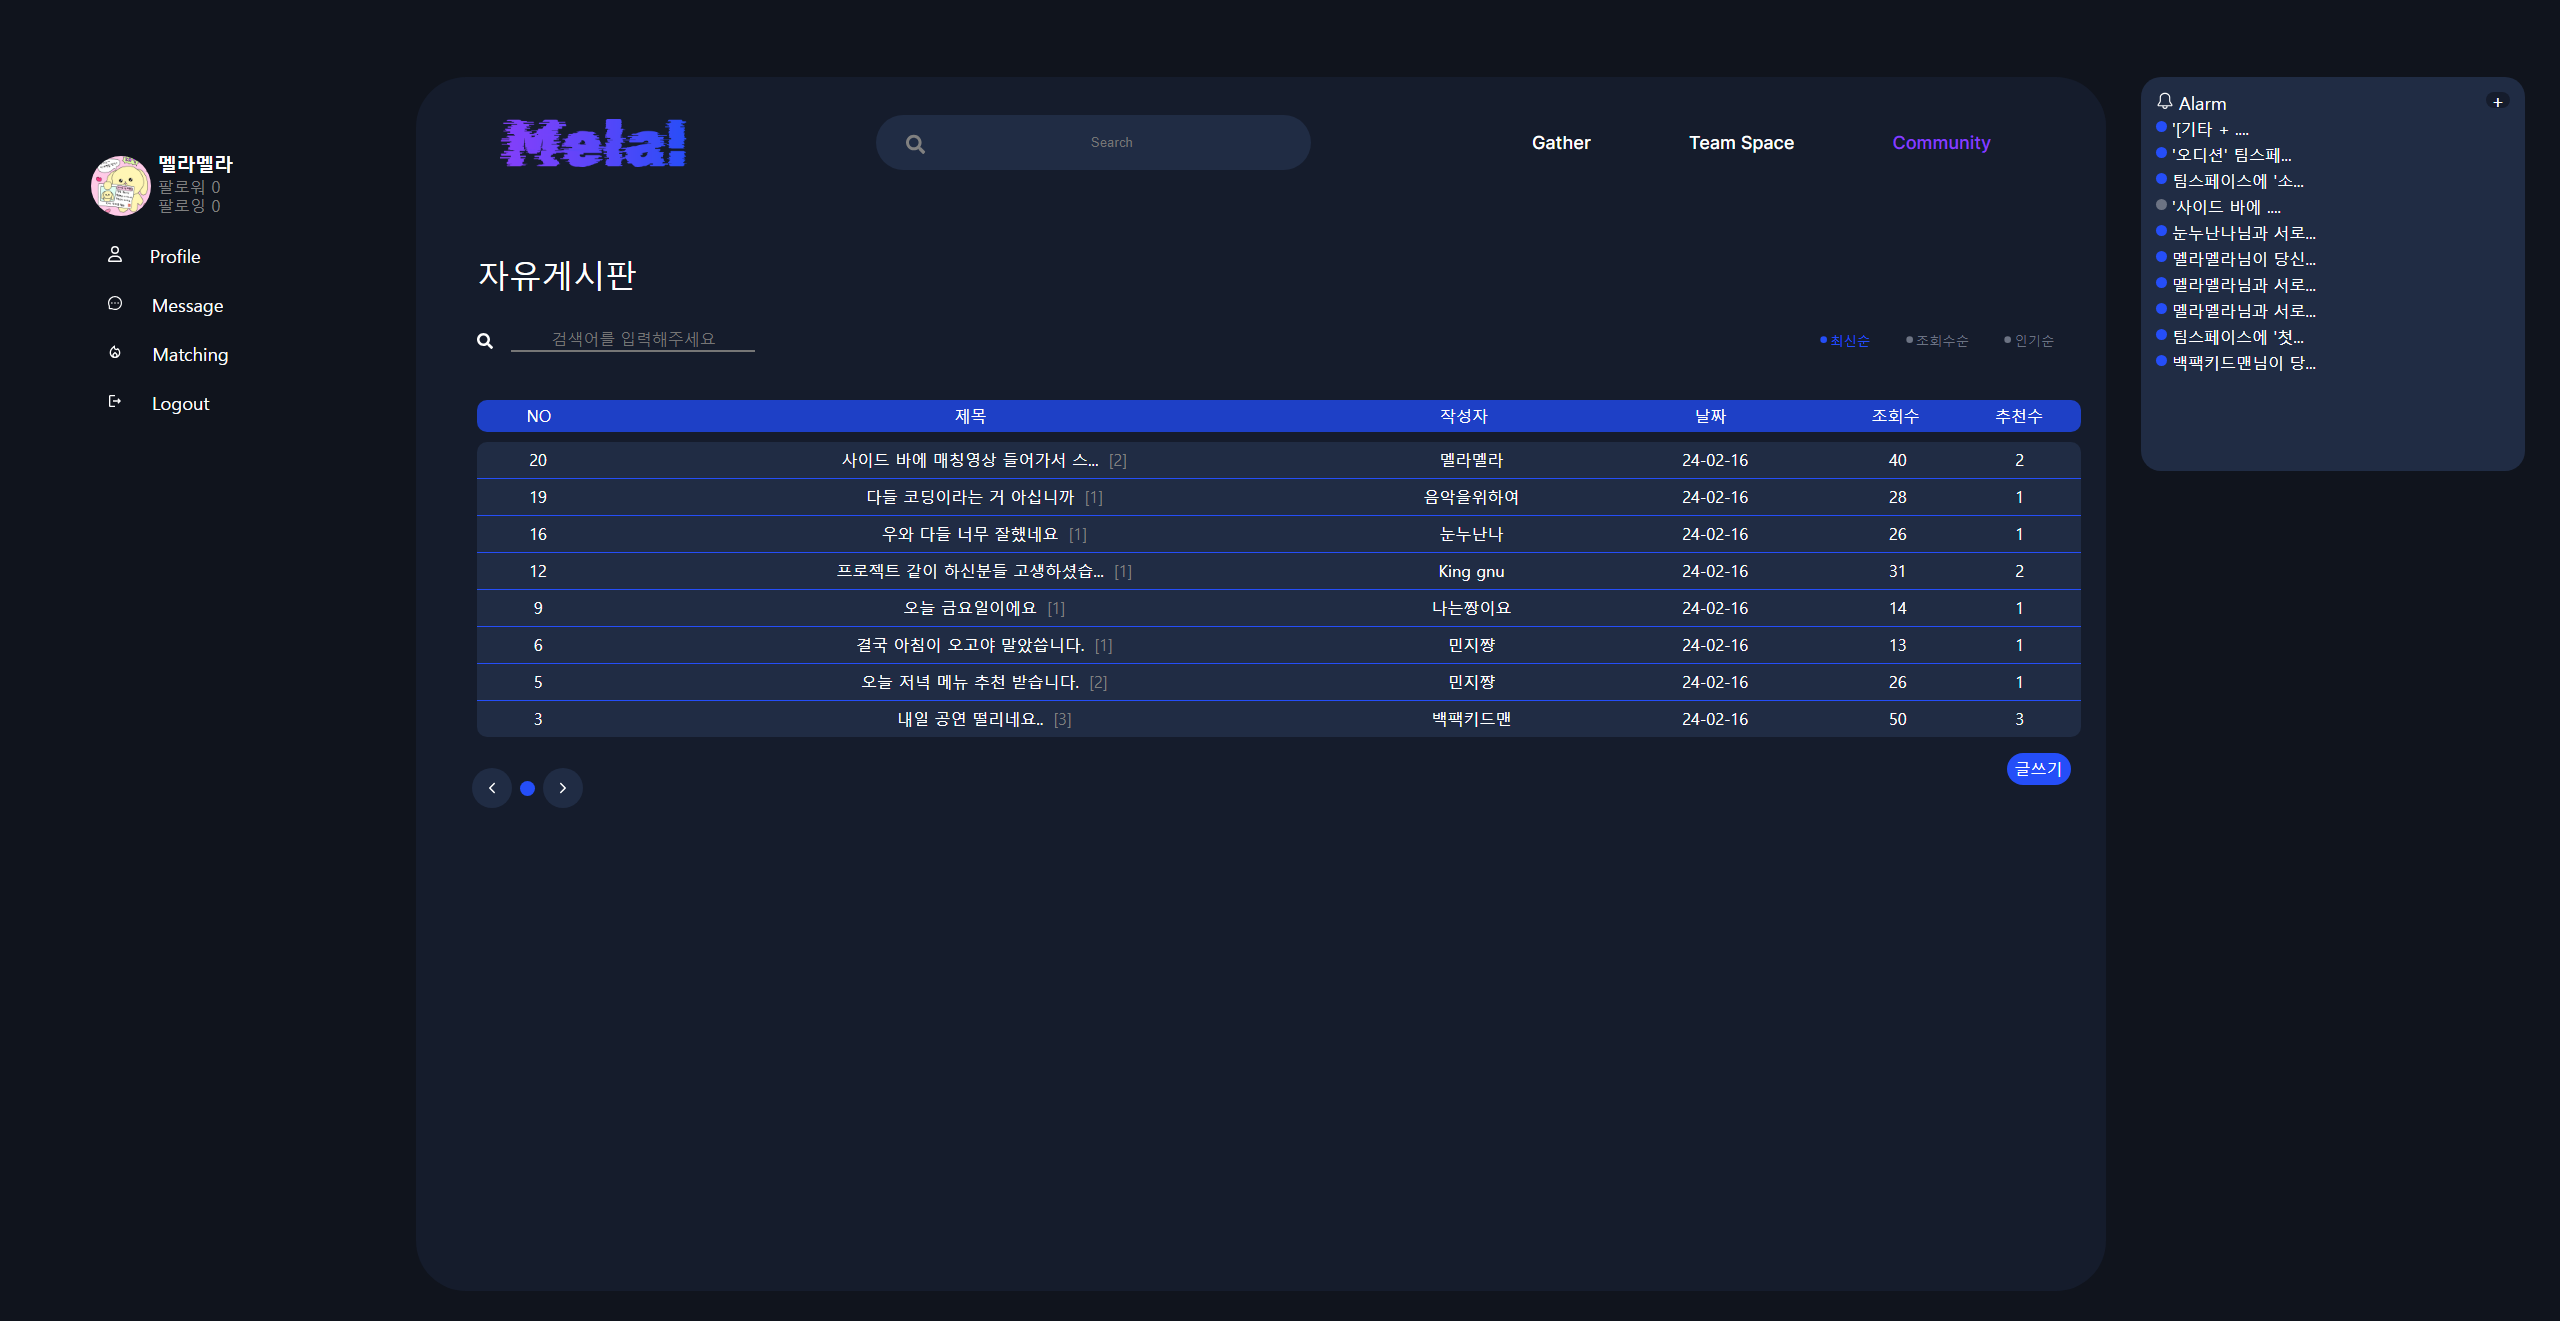 멜라멜라
팔로워 0
팔로잉 0
Profile
Message
Matching
Logout
Mela!
Search
Gather
Team Space
Community
자유게시판
검색어를 입력해주세요
최신순 조회수순 인기순
NO 제목 작성자 날짜 조회수 추천수
20 사이드 바에 매칭영상 들어가서 스... [2] 멜라멜라 24-02-16 40 2
19 다들 코딩이라는 거 아십니까 [1] 음악을위하여 24-02-16 28 1
16 우와 다들 너무 잘했네요 [1] 눈누난나 24-02-16 26 1
12 프로젝트 같이 하신분들 고생하셨습... [1] King gnu 24-02-16 31 2
9 오늘 금요일이에요 [1] 나는짱이요 24-02-16 14 1
6 결국 아침이 오고야 말았씁니다. [1] 민지쨩 24-02-16 13 1
5 오늘 저녁 메뉴 추천 받습니다. [2] 민지쨩 24-02-16 26 1
3 내일 공연 떨리네요.. [3] 백팩키드맨 24-02-16 50 3
글쓰기
Alarm +
'[기타 + ....
'오디션' 팀스페...
팀스페이스에 '소...
'사이드 바에 ....
눈누난나님과 서로...
멜라멜라님이 당신...
멜라멜라님과 서로...
멜라멜라님과 서로...
팀스페이스에 '첫...
백팩키드맨님이 당...